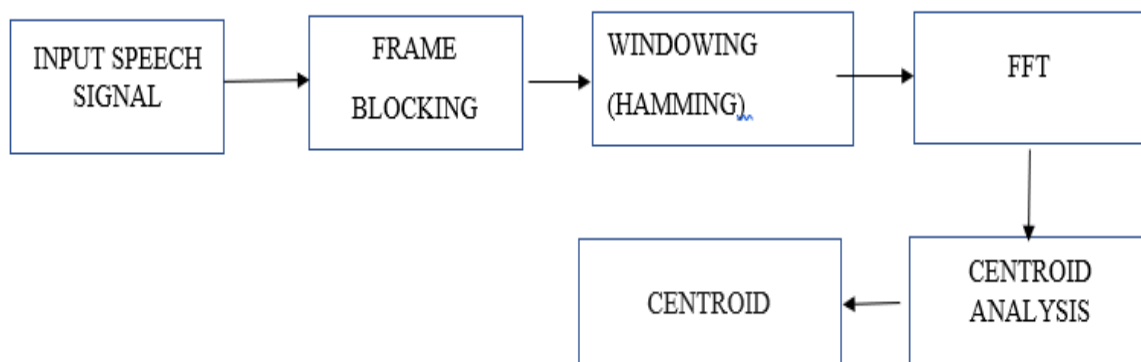 INPUT SPEECH
SIGNAL
FRAME
BLOCKING
WINDOWING
(HAMMING)
FFT
CENTROID
ANALYSIS
CENTROID